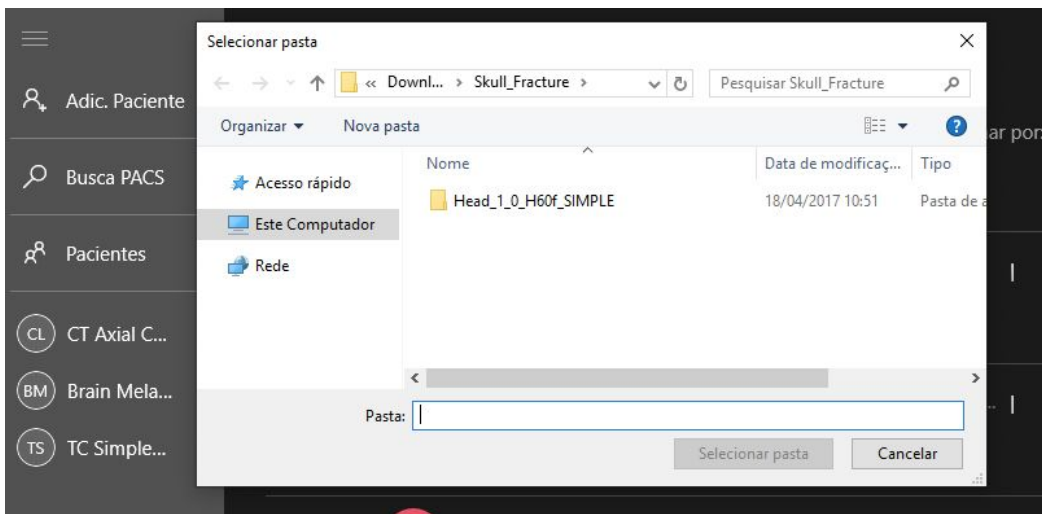 Selecionar pasta
« Downl... > Skull_Fracture >
Pesquisar Skull_Fracture
Organizar
Nova pasta
Nome
Data de modificaç...
Tipo
Acesso rápido
Este Computador
Rede
Head_1_0_H60f_SIMPLE
18/04/2017 10:51
Pasta de a
Pasta:
Selecionar pasta
Cancelar
Adic. Paciente
Busca PACS
Pacientes
CL CT Axial C...
BM Brain Mela...
TS TC Simple...
ar por: